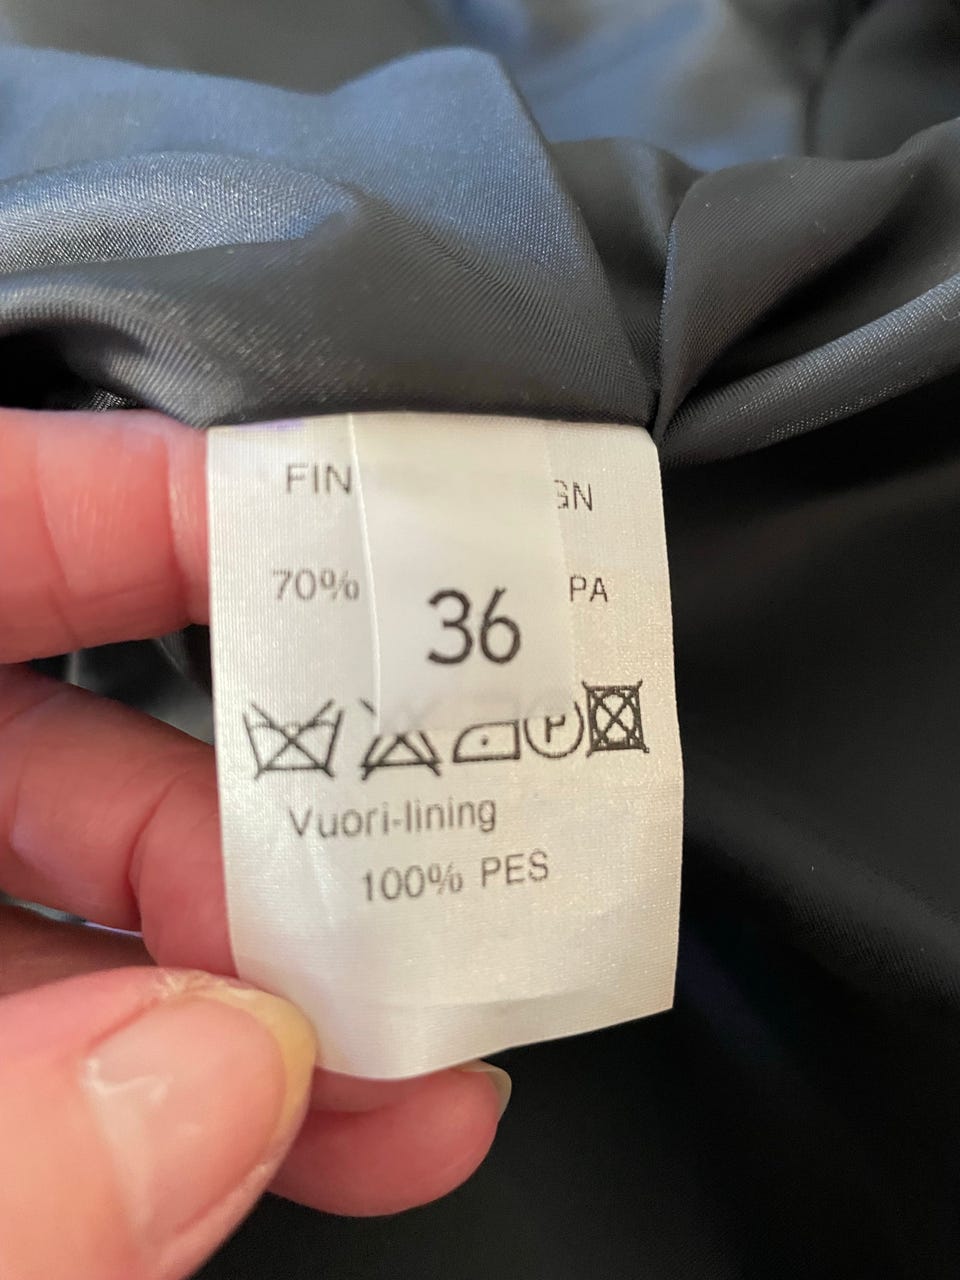 FIN GN
70% PA
36
P
Vuori-lining
100% PES